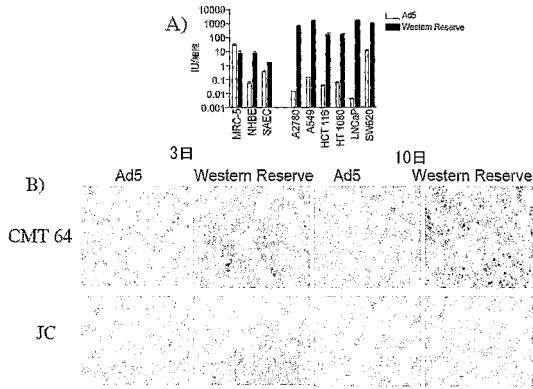 A)
Ad5
Western Reserve
1000
1000
100
10
1
0.1
0.01
0.001
MRC-5
NHBE
SAEC
A2780
A549
HCT 116
HT 1080
LNCaP
SW620
3日
10日
B)
Ad5
Western Reserve
Ad5
Western Reserve
CMT 64
JC